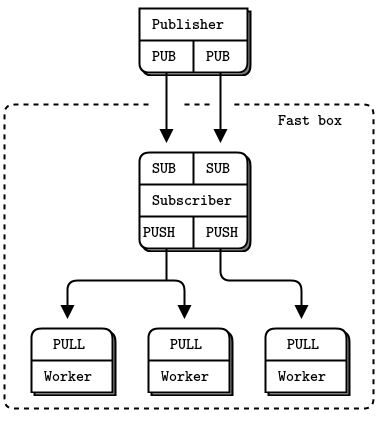 Publisher
PUB PUB
Fast box
SUB SUB
Subscriber
PUSH PUSH
PULL PULL PULL
Worker Worker Worker